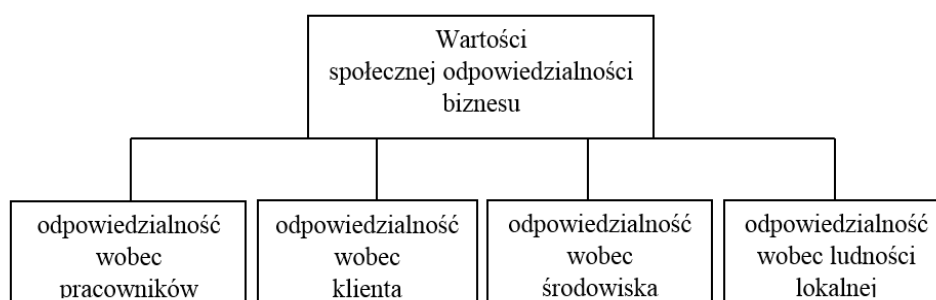 Wartości
społecznej odpowiedzialności
biznesu
odpowiedzialność
wobec
pracowników
odpowiedzialność
wobec
klienta
odpowiedzialność
wobec
środowiska
odpowiedzialność
wobec ludności
lokalnej